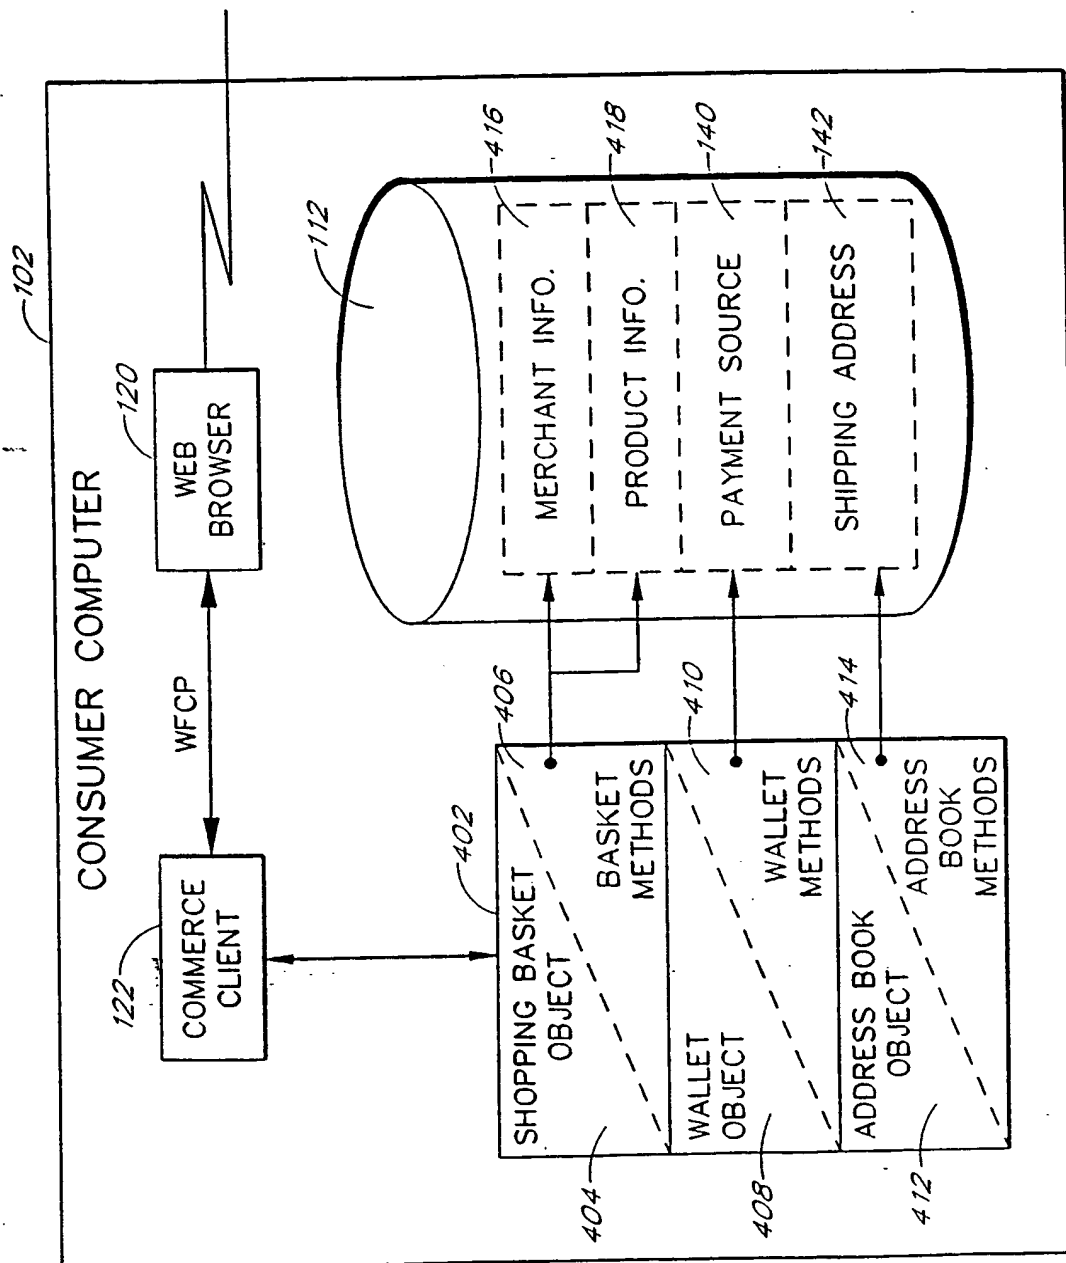 CONSUMER COMPUTER
102
122
COMMERCE
CLIENT
WFCP
120
WEB
BROWSER
402
404
SHOPPING BASKET
OBJECT
406
BASKET
METHODS
408
WALLET
OBJECT
410
WALLET
METHODS
412
ADDRESS BOOK
OBJECT
414
ADDRESS
BOOK
METHODS
112
MERCHANT INFO.
416
PRODUCT INFO.
418
PAYMENT SOURCE
140
SHIPPING ADDRESS
142